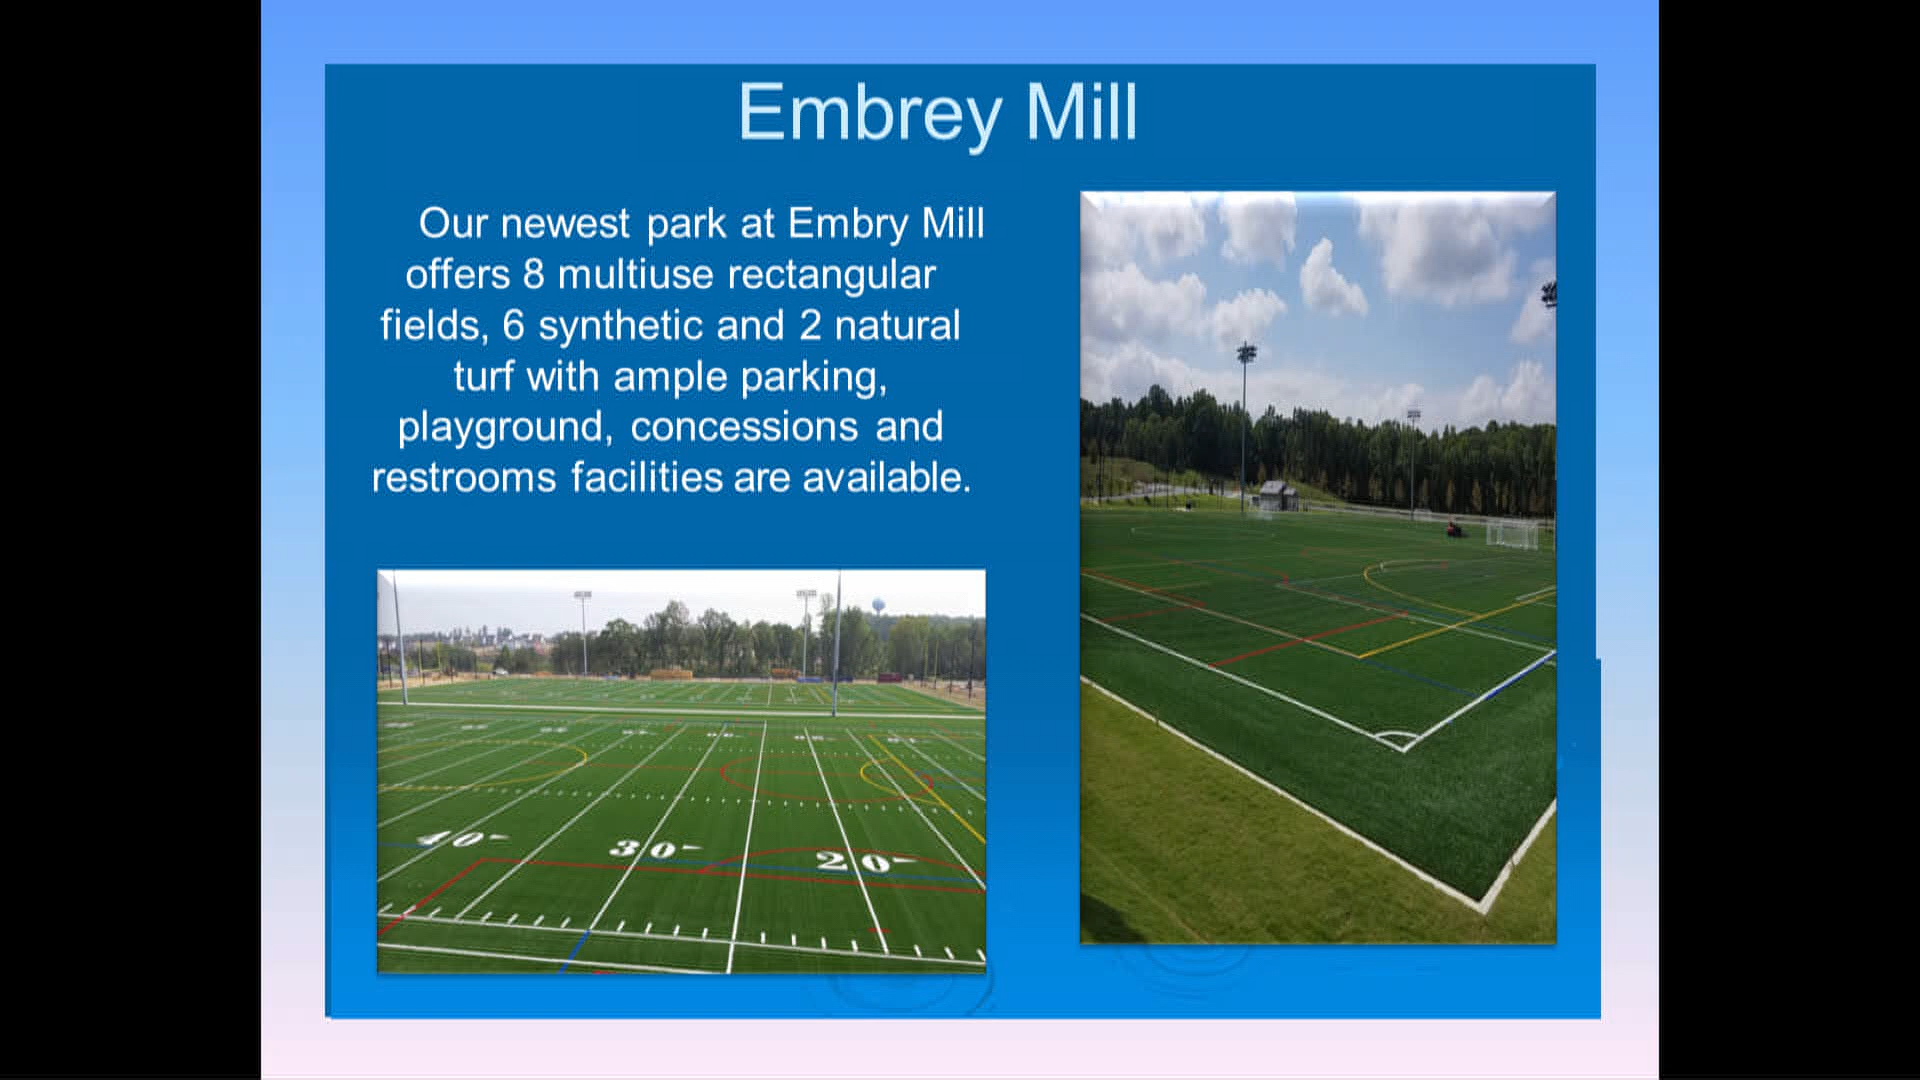 Embrey Mill
Our newest park at Embry Mill
offers 8 multiuse rectangular
fields, 6 synthetic and 2 natural
turf with ample parking,
playground, concessions and
restrooms facilities are available.
40
30
20